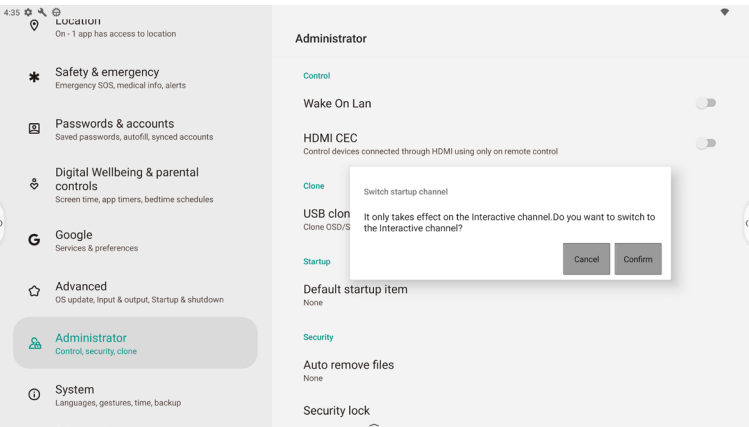 4:35
Location
On - 1 app has access to location
Safety & emergency
Emergency SOS, medical info, alerts
Passwords & accounts
Saved passwords, autofill, synced accounts
Digital Wellbeing & parental
controls
Screen time, app timers, bedtime schedules
Google
Services & preferences
Advanced
OS update, Input & output, Startup & shutdown
Administrator
Control, security, clone
System
Languages, gestures, time, backup
Administrator
Control
Wake On Lan
HDMI CEC
Control devices connected through HDMI using only on remote control
Clone
USB clon
Clone OSD/S
Switch startup channel
It only takes effect on the Interactive channel.Do you want to switch to
the Interactive channel?
Cancel
Confirm
Startup
Default startup item
None
Security
Auto remove files
None
Security lock